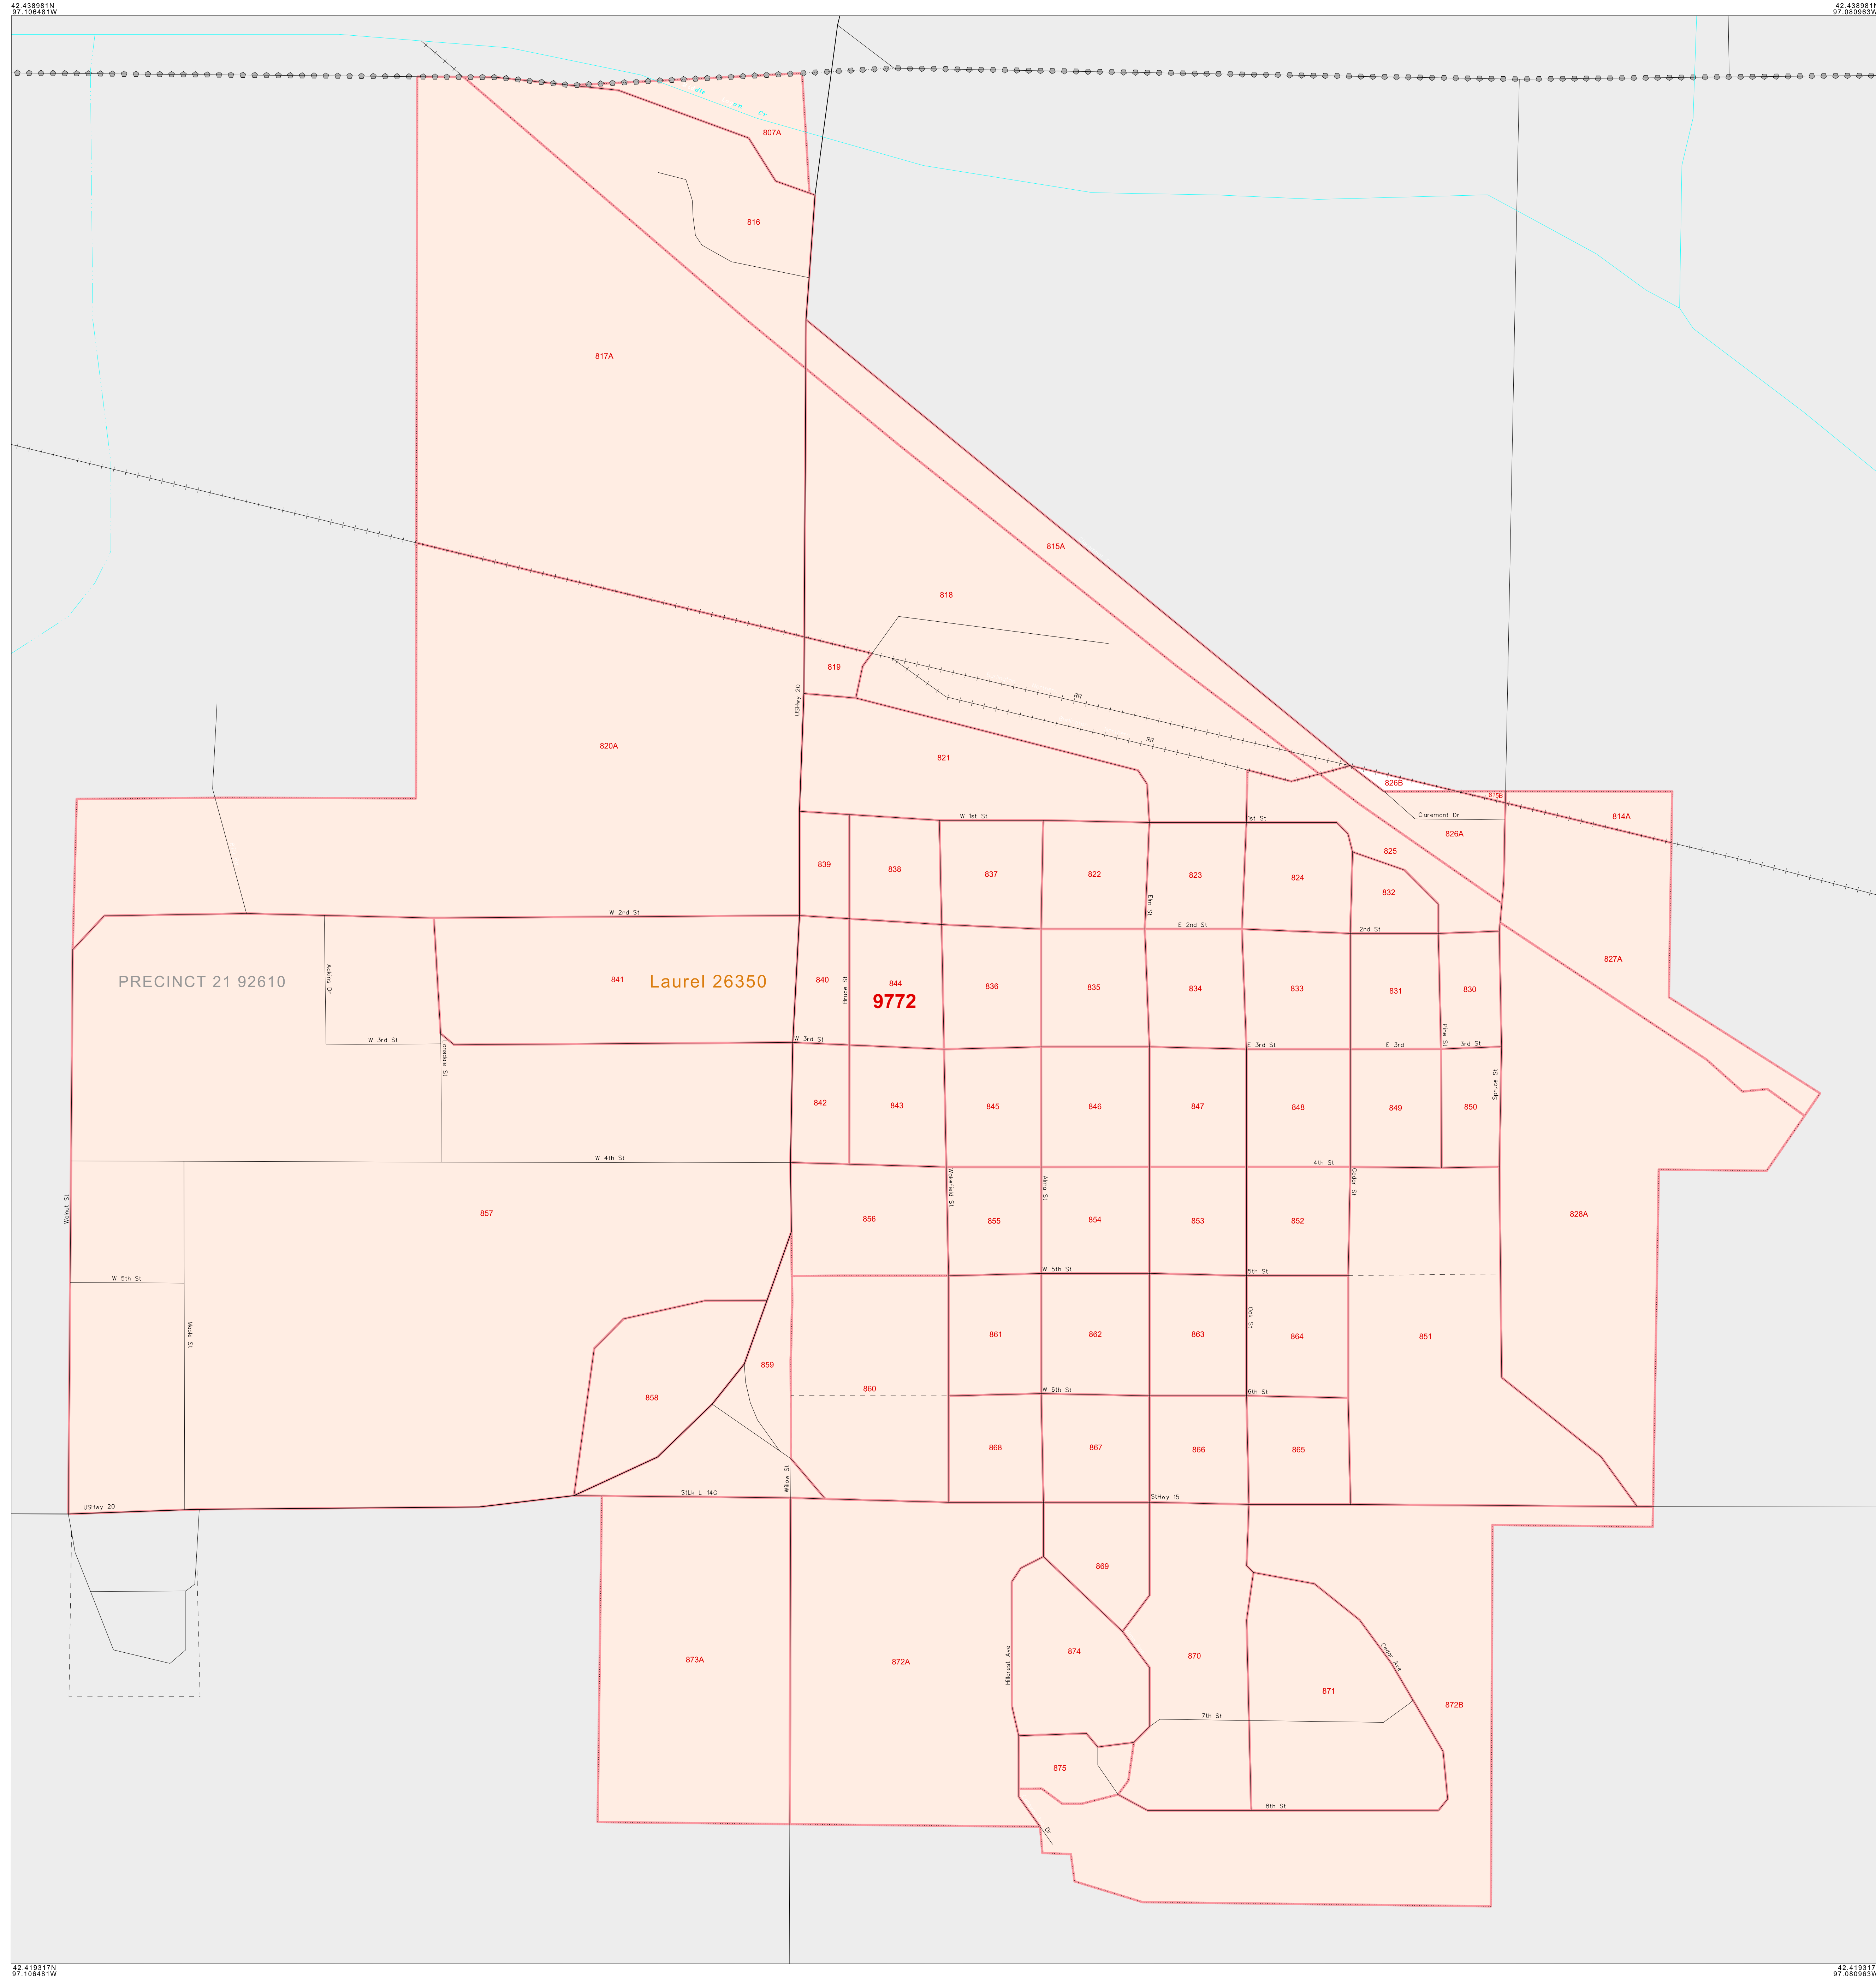 42.438981N
97.106481W
42.438981N
97.080963W
Cr
807A
816
817A
815A
818
819
USHwy 20
RR
RR
820A
821
826B
815B
814A
Claremont Dr
826A
W 1st St
1st St
825
839
838
837
822
823
824
832
Elm St
W 2nd St
E 2nd St
2nd St
827A
PRECINCT 21 92610
Adkins Dr
841
Laurel 26350
840
Bruce St
844
9772
836
835
834
833
831
830
Pine St
W 3rd St
Lonsdale St
W 3rd St
E 3rd St
E 3rd
3rd St
Spruce St
842
843
845
846
847
848
849
850
W 4th St
4th St
Wakefield St
Alma St
Cedar St
Walnut St
857
856
855
854
853
852
828A
W 5th St
W 5th St
5th St
Maple St
Oak St
859
861
862
863
864
851
858
860
W 6th St
6th St
868
867
866
865
Willow St
USHwy 20
StLk L-14G
StHwy 15
869
873A
872A
Hillcrest Ave
874
870
Cedar Ave
871
872B
7th St
875
8th St
Dr
42.419317N
97.106481W
42.419317
97.080963W